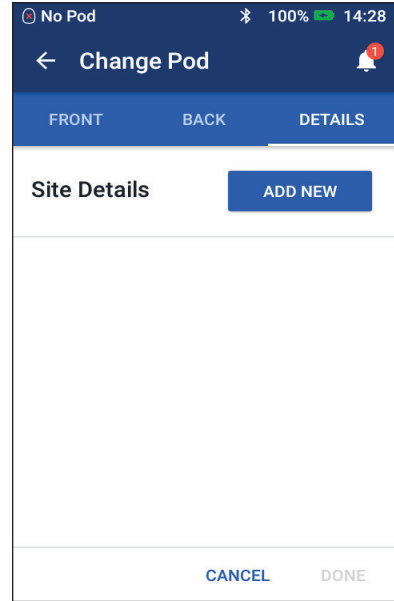 No Pod 100% 14:28
Change Pod 1
FRONT BACK DETAILS
Site Details ADD NEW
CANCEL DONE